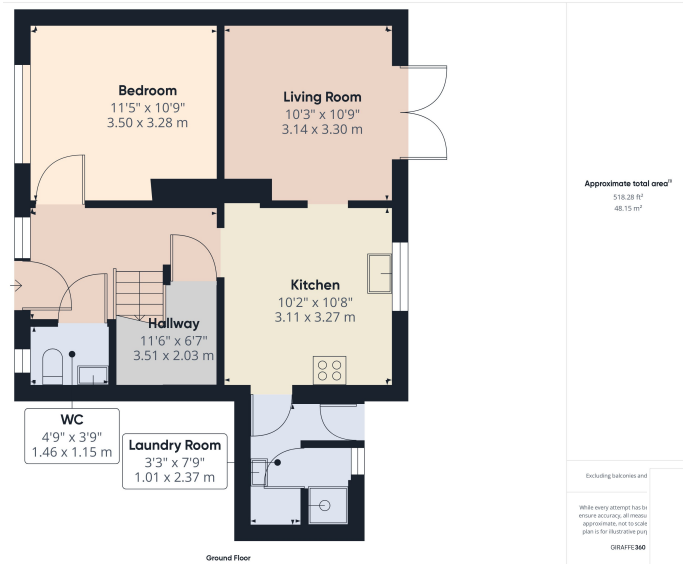 Bedroom
11'5" x 10'9"
3.50 x 3.28 m
Living Room
10'3" x 10'9"
3.14 x 3.30 m
Approximate total area⁽¹⁾
518.28 ft²
48.15 m²
Kitchen
10'2" x 10'8"
3.11 x 3.27 m
Hallway
11'6" x 6'7"
3.51 x 2.03 m
WC
4'9" x 3'9"
1.46 x 1.15 m
Laundry Room
3'3" x 7'9"
1.01 x 2.37 m
Excluding balconies and
While every attempt has
ensure accuracy, all
approximate, not to scale
plan is for illustrative
GIRAFFE360
Ground Floor